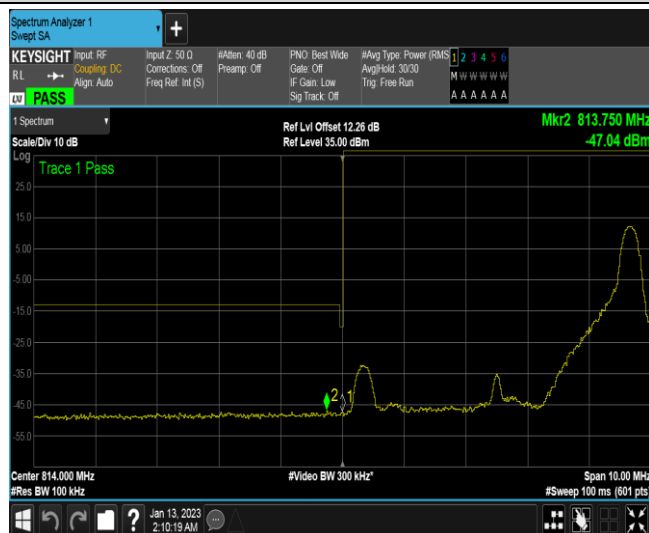 Spectrum Analyzer 1
Swept SA
KEYSIGHT
RL
LXI
PASS
Input: RF
Coupling: DC
Align: Auto
Input Z: 50 Ω
Corrections: Off
Freq Ref: Int (S)
#Atten: 40 dB
Preamp: Off
PNO: Best Wide
Gate: Off
IF Gain: Low
Sig Track: Off
#Avg Type: Power (RMS
Avg|Hold: 30/30
Trig: Free Run
1 2 3 4 5 6
M W W W W W
A A A A A A
1 Spectrum
Scale/Div 10 dB
Ref Lvl Offset 12.26 dB
Ref Level 35.00 dBm
Mkr2 813.750 MHz
-47.04 dBm
Log
Trace 1 Pass
25.0
15.0
5.00
-5.00
-15.0
-25.0
-35.0
-45.0
-55.0
2
1
Center 814.000 MHz
#Video BW 300 kHz*
Span 10.00 MHz
#Res BW 100 kHz
#Sweep 100 ms (601 pts)
?
Jan 13, 2023
2:10:19 AM